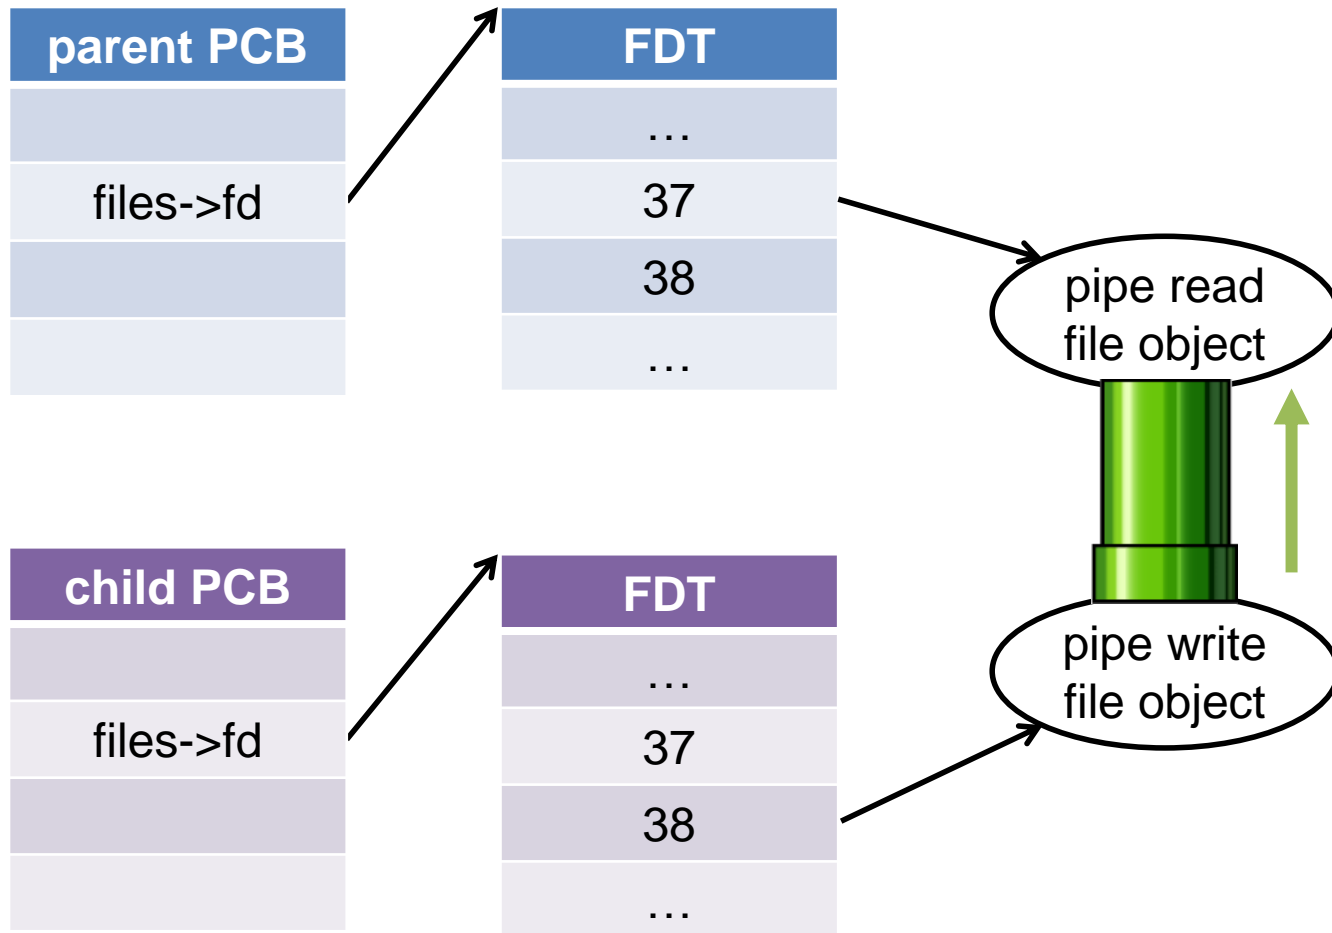 parent PCB
files->fd
FDT
…
37
38
…
pipe read
file object
child PCB
files->fd
FDT
…
37
38
…
pipe write
file object